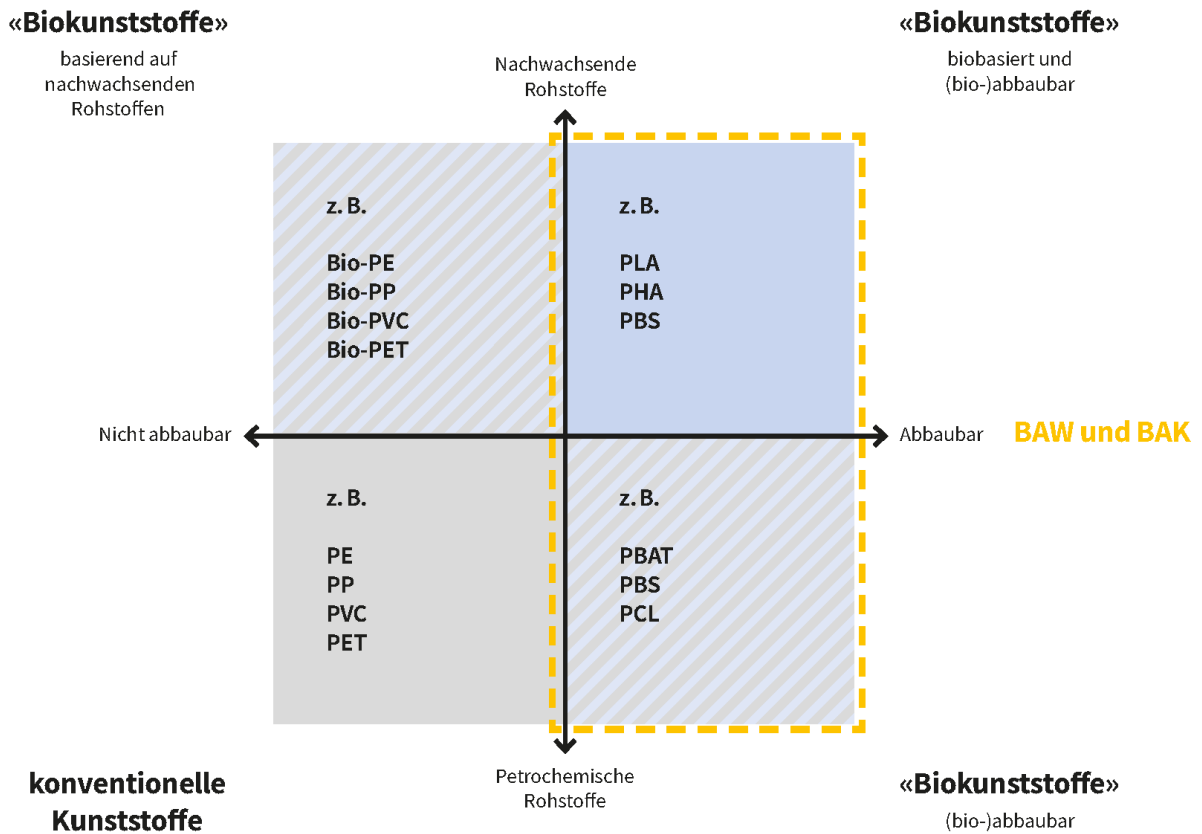 «Biokunststoffe»
basierend auf
nachwachsenden
Rohstoffen
Nachwachsende
Rohstoffe
«Biokunststoffe»
biobasiert und
(bio-)abbaubar
z. B.
Bio-PE
Bio-PP
Bio-PVC
Bio-PET
z. B.
PLA
PHA
PBS
Nicht abbaubar
Abbaubar
BAW und BAK
z. B.
PE
PP
PVC
PET
z. B.
PBAT
PBS
PCL
konventionelle
Kunststoffe
Petrochemische
Rohstoffe
«Biokunststoffe»
(bio-)abbaubar